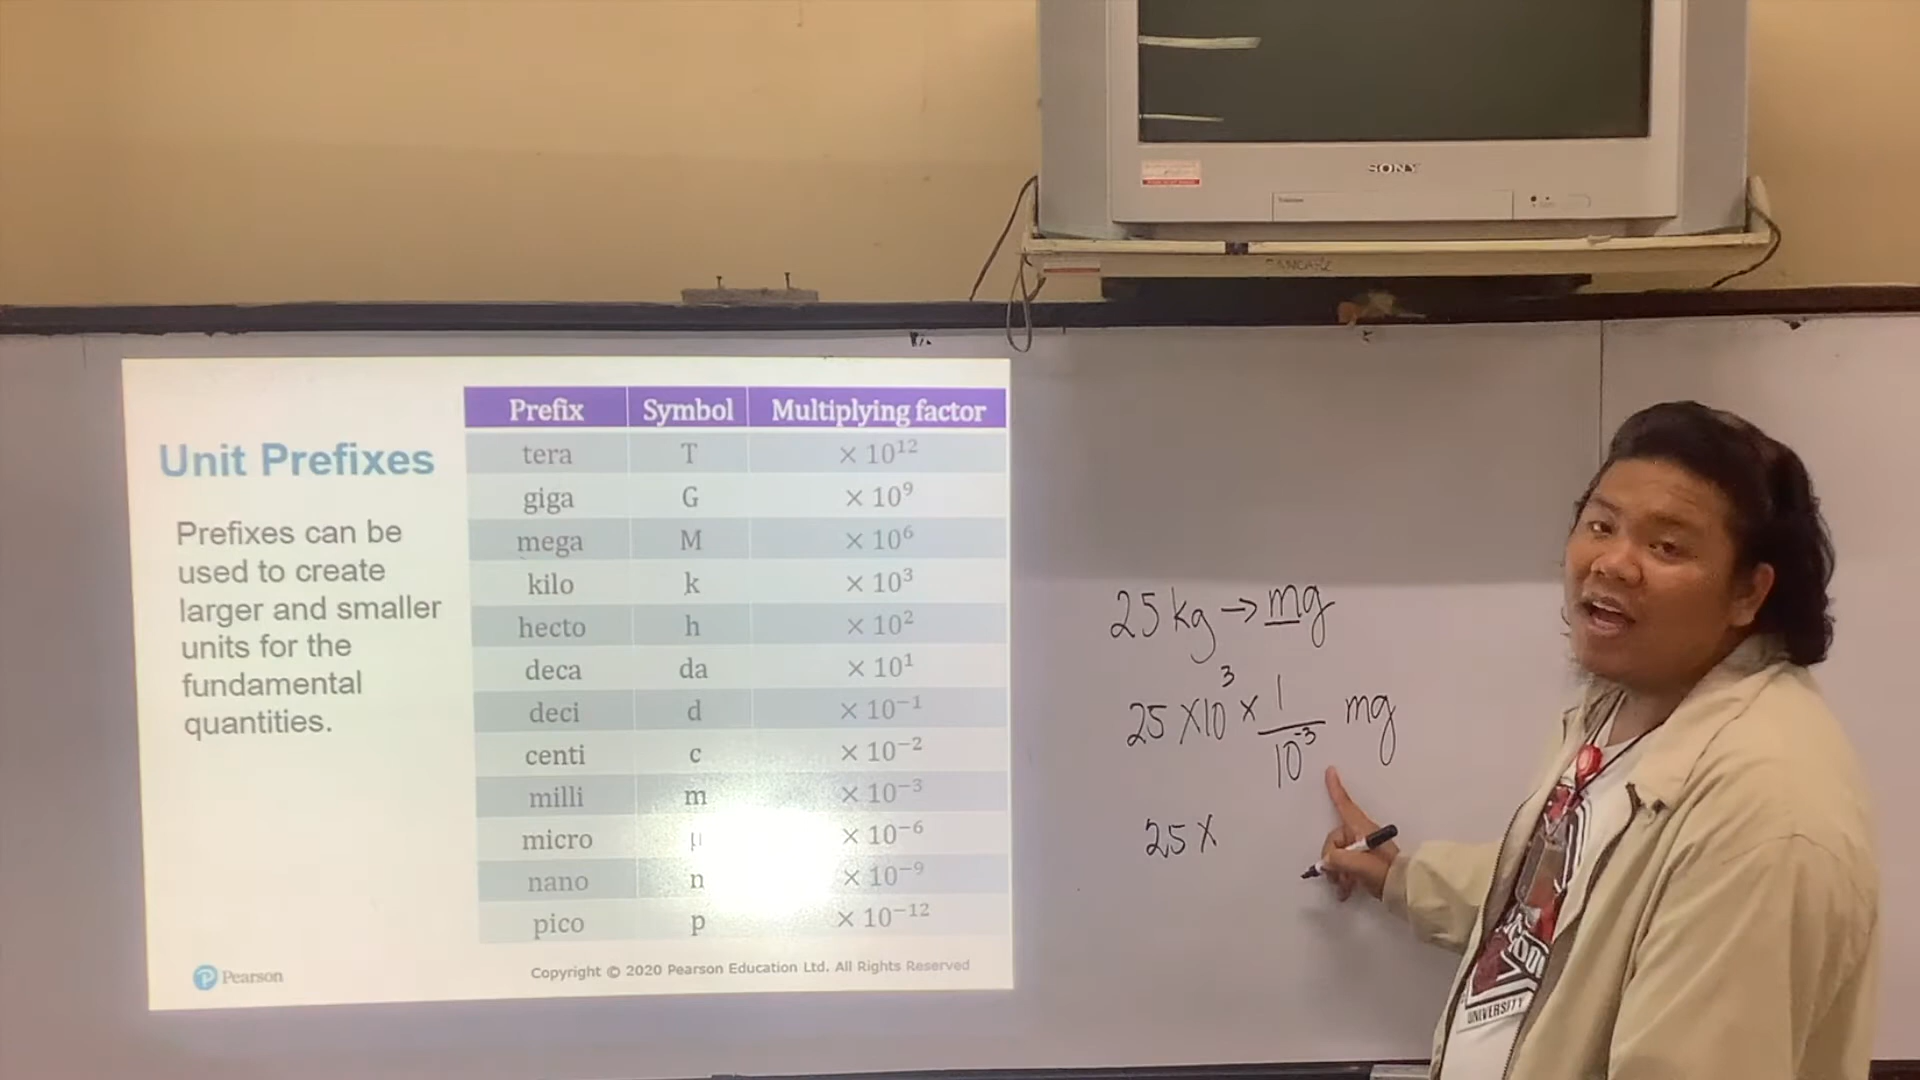 SONY
Unit Prefixes
Prefixes can be
used to create
larger and smaller
units for the
fundamental
quantities.
Prefix Symbol Multiplying factor
tera T × 10¹²
giga G × 10⁹
mega M × 10⁶
kilo k × 10³
hecto h × 10²
deca da × 10¹
deci d × 10⁻¹
centi c × 10⁻²
milli m × 10⁻³
micro μ × 10⁻⁶
nano n × 10⁻⁹
pico p × 10⁻¹²
Pearson
Copyright © 2020 Pearson Education Ltd. All Rights Reserved
25 kg → mg
25 × 10³ × 1/10⁻³ mg
25 ×
UNIVERSITY